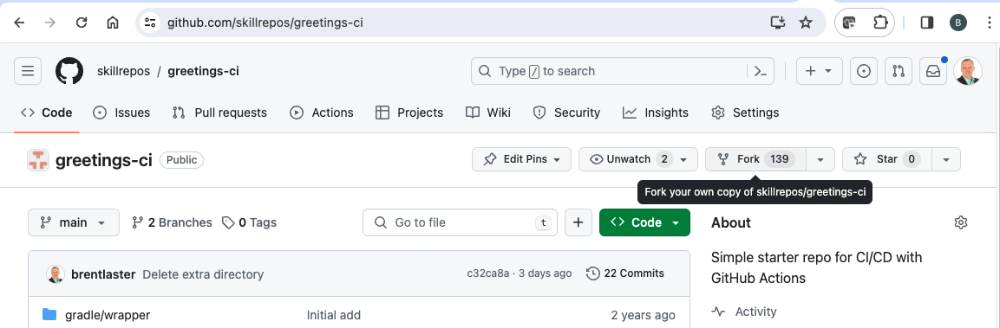 github.com/skillrepos/greetings-ci
B
skillrepos / greetings-ci
Type / to search
Code Issues Pull requests Actions Projects Wiki Security Insights Settings
greetings-ci Public
Edit Pins Unwatch 2 Fork 139 Star 0
Fork your own copy of skillrepos/greetings-ci
main 2 Branches 0 Tags Go to file t Code
About
Simple starter repo for CI/CD with
GitHub Actions
Activity
brentlaster Delete extra directory c32ca8a · 3 days ago 22 Commits
gradle/wrapper Initial add 2 years ago